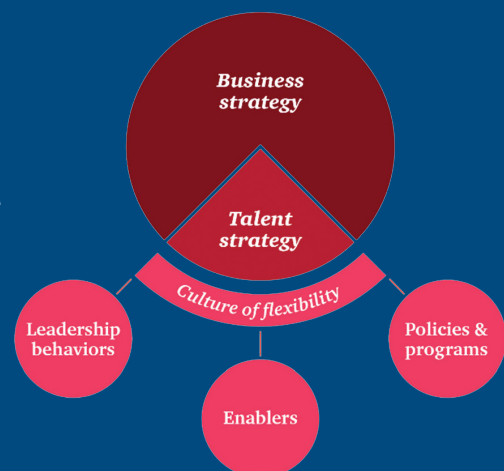 Business
strategy
Talent
strategy
Culture of flexibility
Leadership
behaviors
Policies &
programs
Enablers